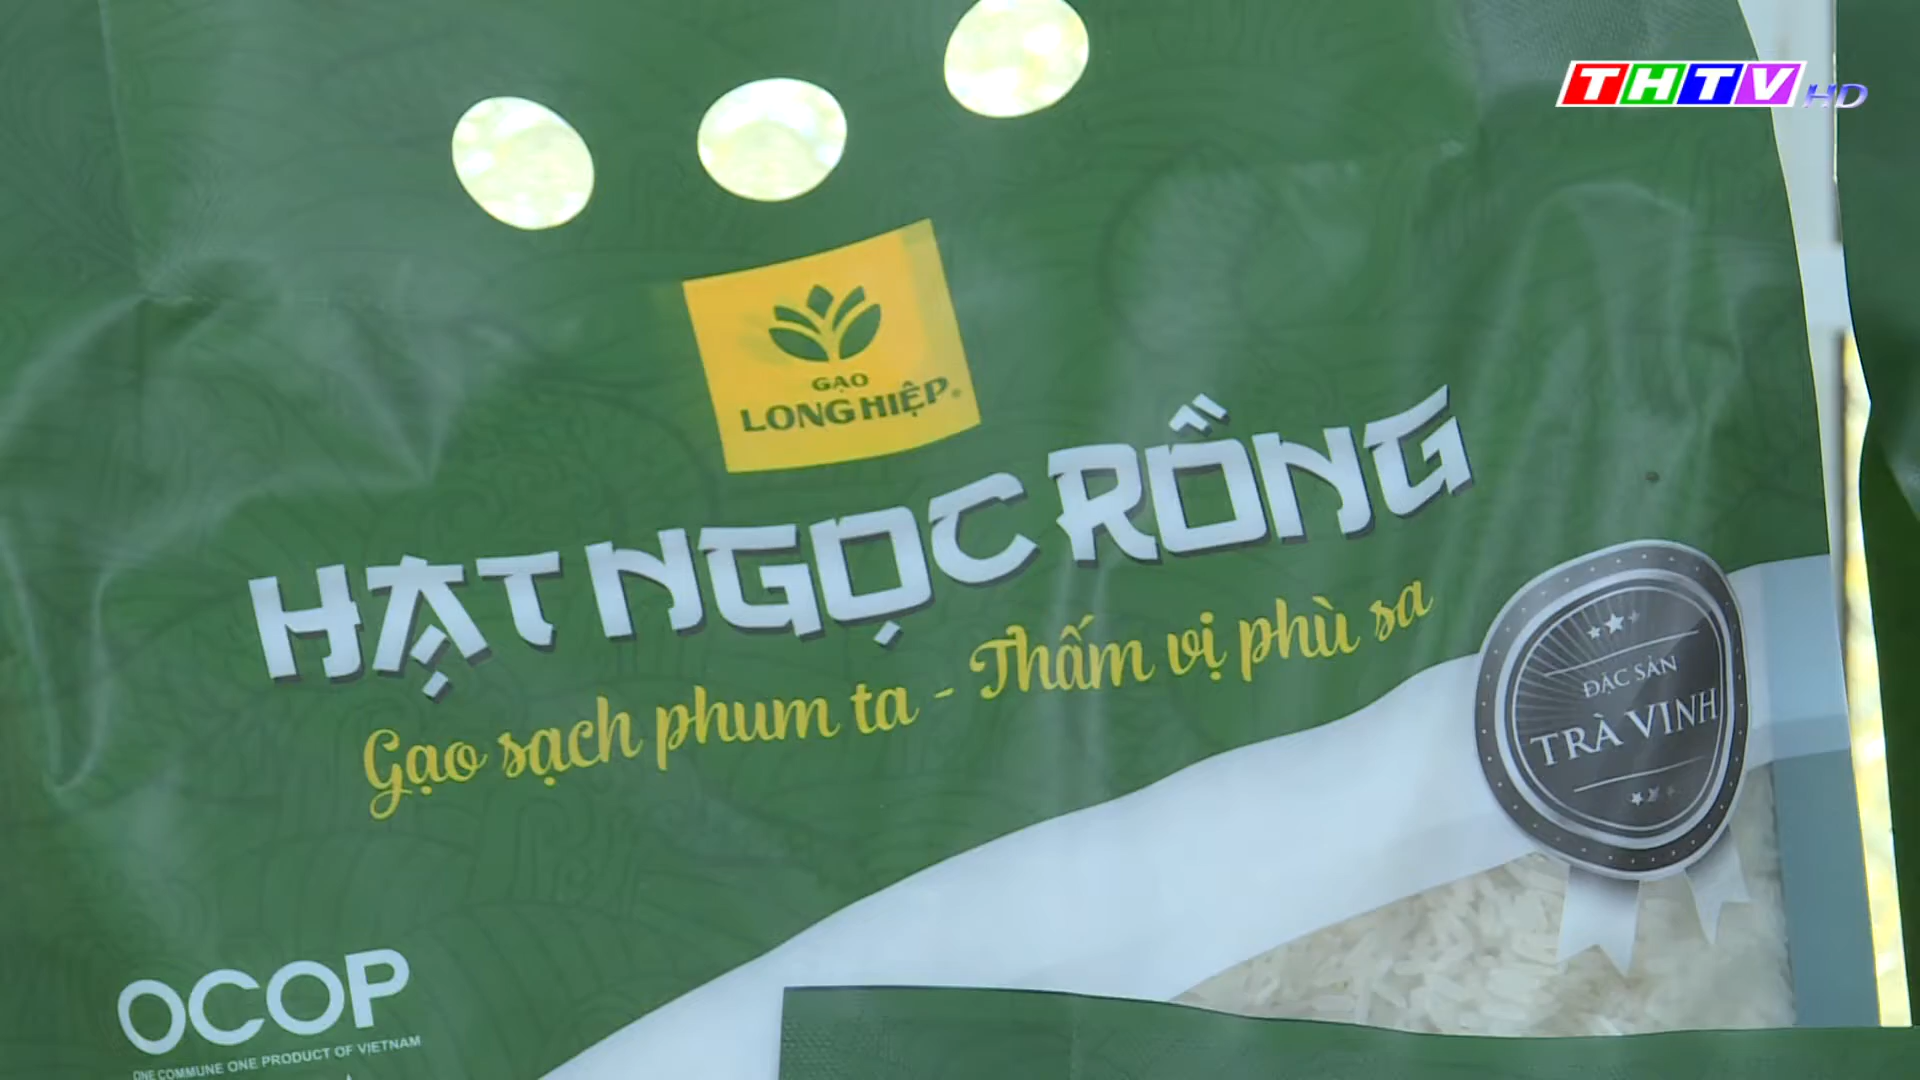 THTV HD
GẠO
LONG HIỆP®
HẠT NGỌC RỒNG
Gạo sạch phum ta - Thấm vị phù sa
ĐẶC SẢN
TRÀ VINH
OCOP
ONE COMMUNE ONE PRODUCT OF VIETNAM